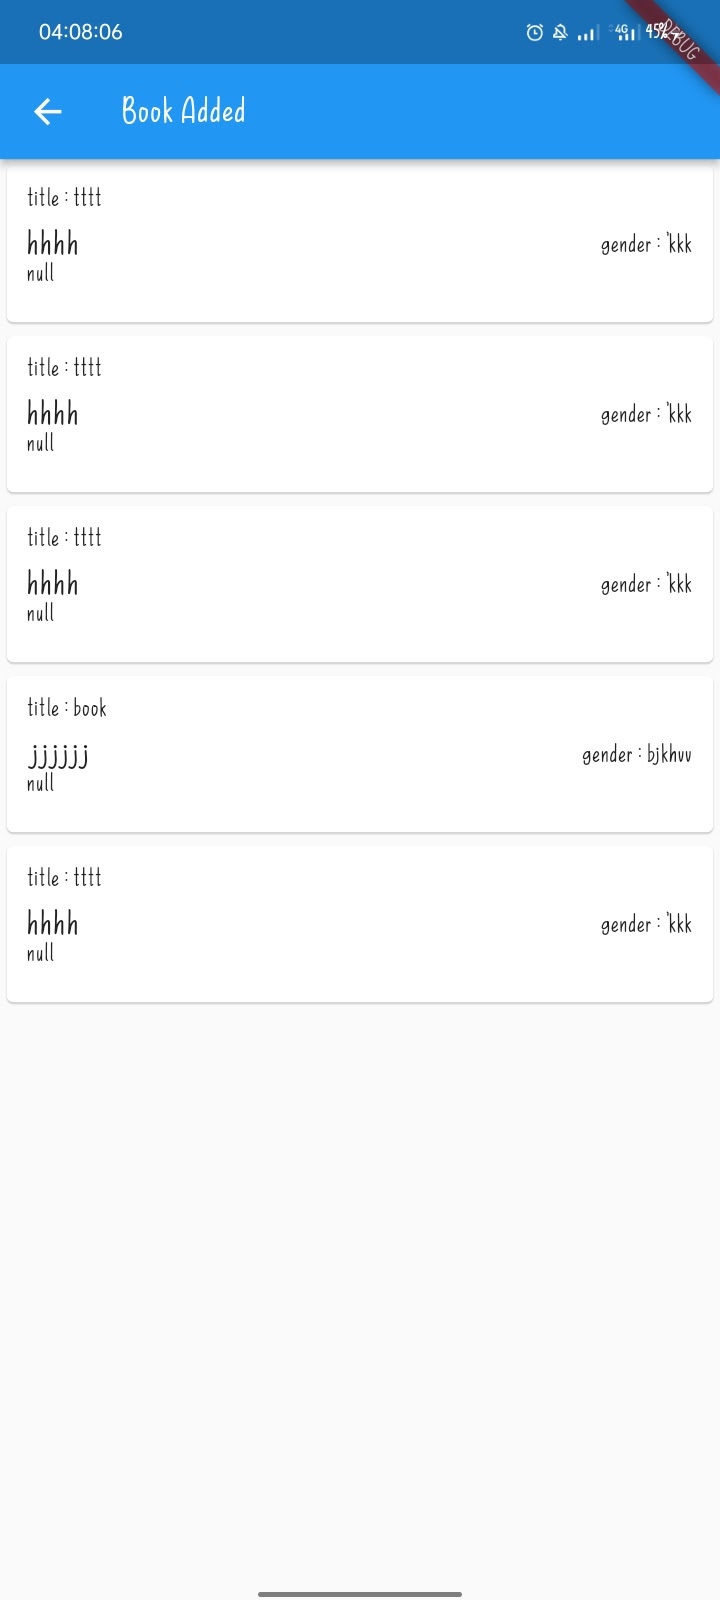 04:08:06 4G 45%
DEBUG
Book Added
title : tttt
hhhh gender : `kkk
null
title : tttt
hhhh gender : `kkk
null
title : tttt
hhhh gender : `kkk
null
title : book
jjjjjj gender : bjkhvv
null
title : tttt
hhhh gender : `kkk
null